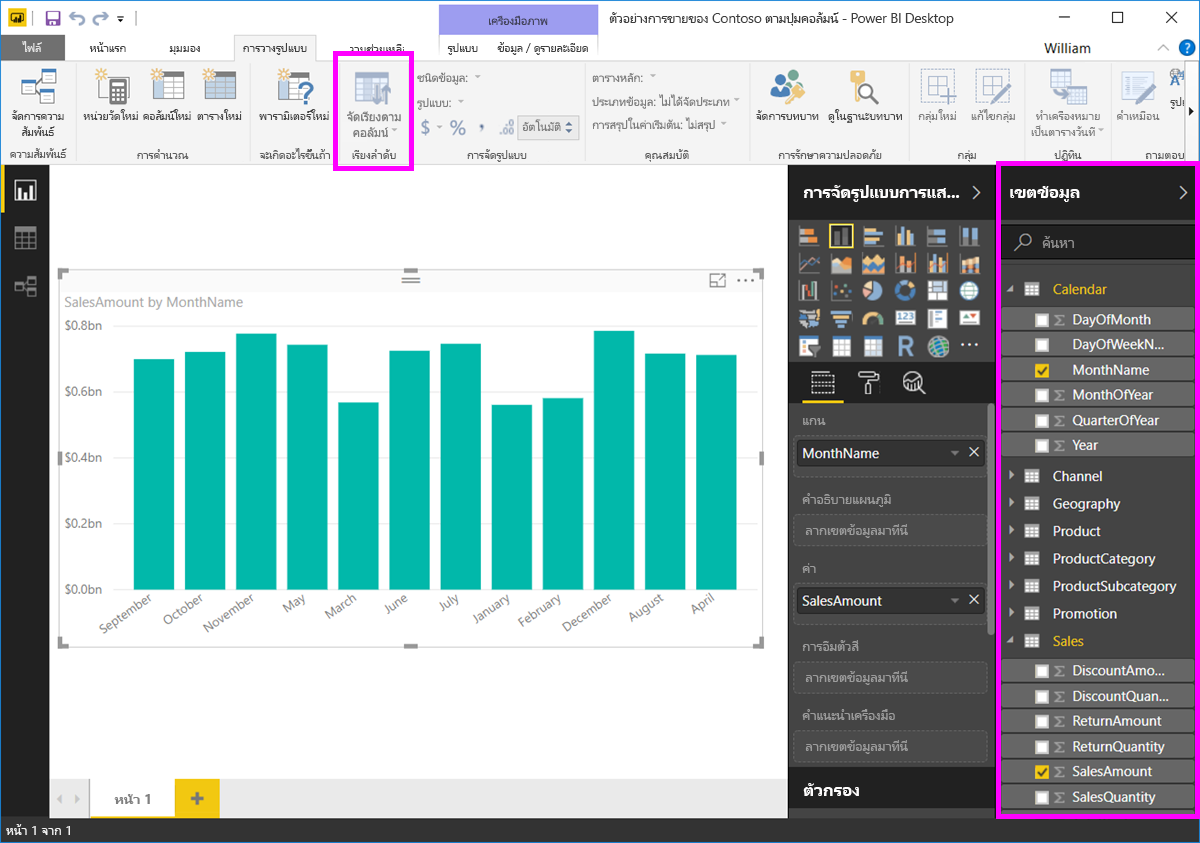 เครื่องมือภาพ
ตัวอย่างการขายของ Contoso ตามปุ่มคอลัมน์ - Power BI Desktop
ไฟล์
หน้าแรก
มุมมอง
การวางรูปแบบ
รูปแบบ
ข้อมูล / ดูรายละเอียด
William
จัดการความ
สัมพันธ์
ความสัมพันธ์
หน่วยวัดใหม่
คอลัมน์ใหม่
ตารางใหม่
การคำนวณ
พารามิเตอร์ใหม่
จะเกิดอะไรขึ้นถ้า
จัดเรียงตาม
คอลัมน์
เรียงลำดับ
ชนิดข้อมูล:
รูปแบบ:
$ % , .00
อัตโนมัติ
การจัดรูปแบบ
ตารางหลัก:
ประเภทข้อมูล: ไม่ได้จัดประเภท
การสรุปในค่าเริ่มต้น: ไม่สรุป
คุณสมบัติ
จัดการบทบาท
ดูในฐานะบทบาท
การรักษาความปลอดภัย
กลุ่มใหม่
แก้ไขกลุ่ม
กลุ่ม
ทำเครื่องหมาย
เป็นตารางวันที่
ปฏิทิน
คำเหมือน
ถามตอบ
SalesAmount by MonthName
$0.8bn
$0.6bn
$0.4bn
$0.2bn
$0.0bn
September
October
November
May
March
June
July
January
February
December
August
April
การจัดรูปแบบการแส...
123
R
แกน
MonthName
คำอธิบายแผนภูมิ
ลากเขตข้อมูลมาที่นี่
ค่า
SalesAmount
การอิ่มตัวสี
ลากเขตข้อมูลมาที่นี่
คำแนะนำเครื่องมือ
ลากเขตข้อมูลมาที่นี่
ตัวกรอง
เขตข้อมูล
ค้นหา
Calendar
DayOfMonth
DayOfWeekN...
MonthName
MonthOfYear
QuarterOfYear
Year
Channel
Geography
Product
ProductCategory
ProductSubcategory
Promotion
Sales
DiscountAmo...
DiscountQuan...
ReturnAmount
ReturnQuantity
SalesAmount
SalesQuantity
หน้า 1
หน้า 1 จาก 1